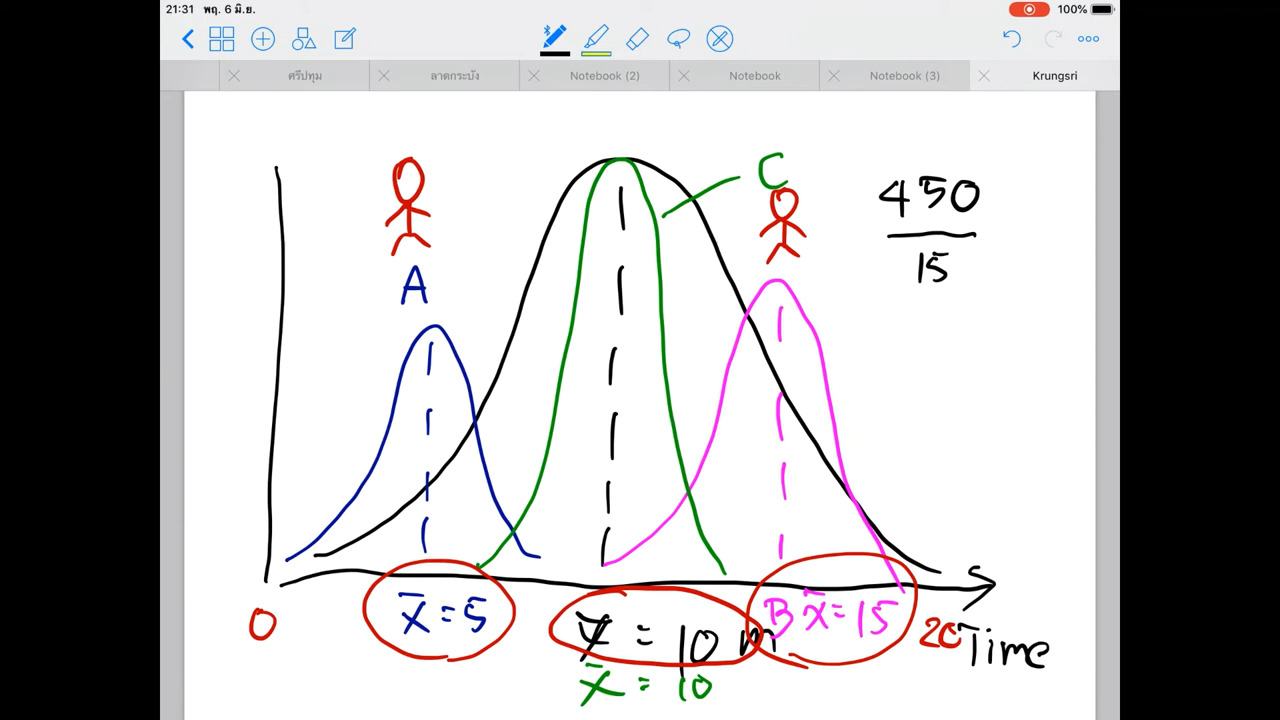 21:31 พฤ. 6 มิ.ย. 100%
ศรีปทุม ลาดกระบัง Notebook (2) Notebook Notebook (3) Krungsri
C
450
15
A
x̄ = 5
x̄ = 10 m
B x̄ = 15
0
20
Time
x̄ = 10